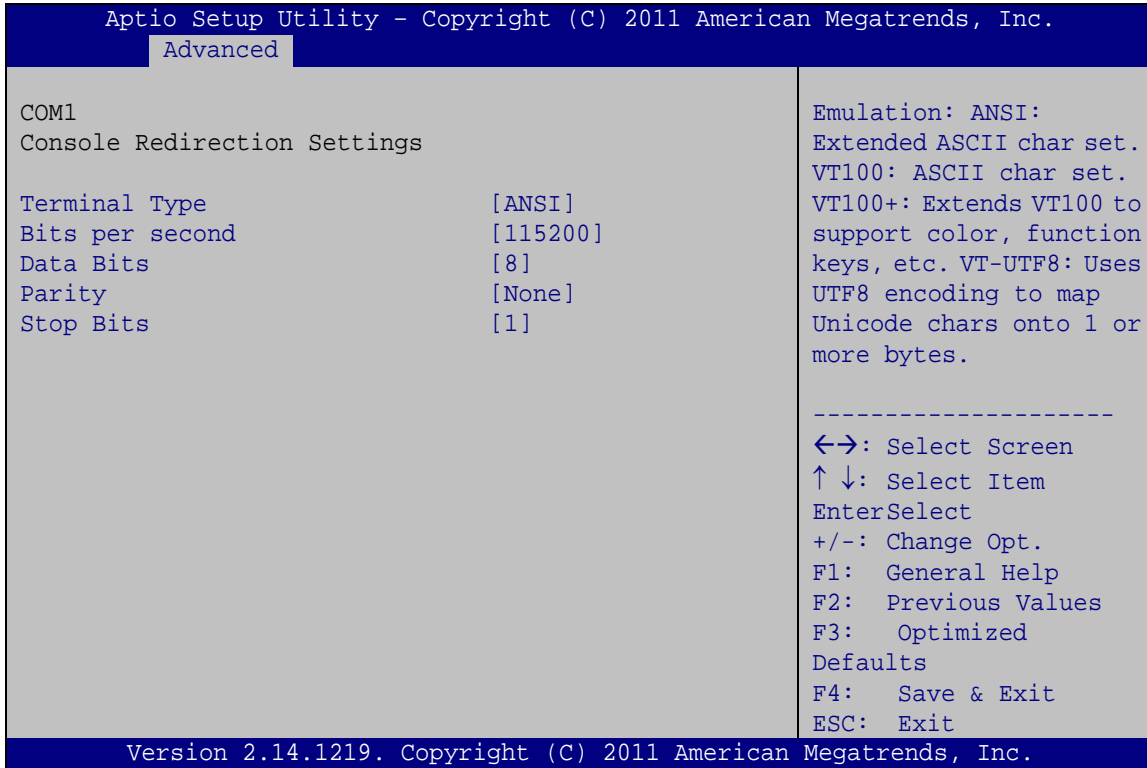 Aptio Setup Utility – Copyright (C) 2011 American Megatrends, Inc.
Advanced
COM1
Console Redirection Settings
Terminal Type [ANSI]
Bits per second [115200]
Data Bits [8]
Parity [None]
Stop Bits [1]
Emulation: ANSI:
Extended ASCII char set.
VT100: ASCII char set.
VT100+: Extends VT100 to
support color, function
keys, etc. VT-UTF8: Uses
UTF8 encoding to map
Unicode chars onto 1 or
more bytes.
---------------------
←→: Select Screen
↑ ↓: Select Item
EnterSelect
+/-: Change Opt.
F1: General Help
F2: Previous Values
F3: Optimized
Defaults
F4: Save & Exit
ESC: Exit
Version 2.14.1219. Copyright (C) 2011 American Megatrends, Inc.